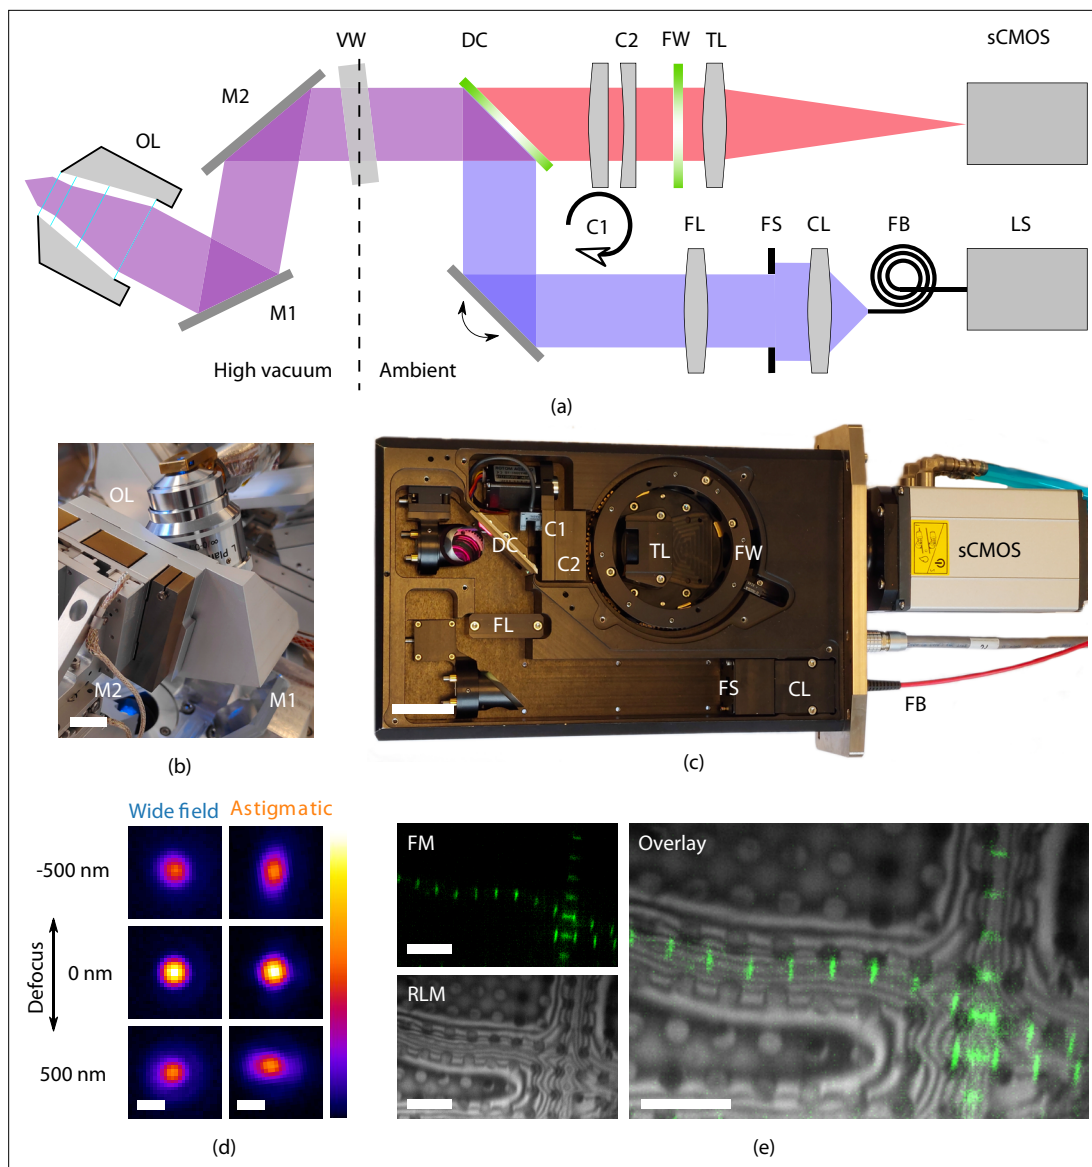 VW DC C2 FW TL sCMOS
M2
OL
C1 FL FS CL FB LS
M1
High vacuum Ambient
(a)
OL
M2
M1
(b)
C1
DC
C2
TL FW
sCMOS
FL
FS CL
FB
(c)
Wide field Astigmatic
-500 nm
Defocus
0 nm
500 nm
(d)
FM
RLM
Overlay
(e)